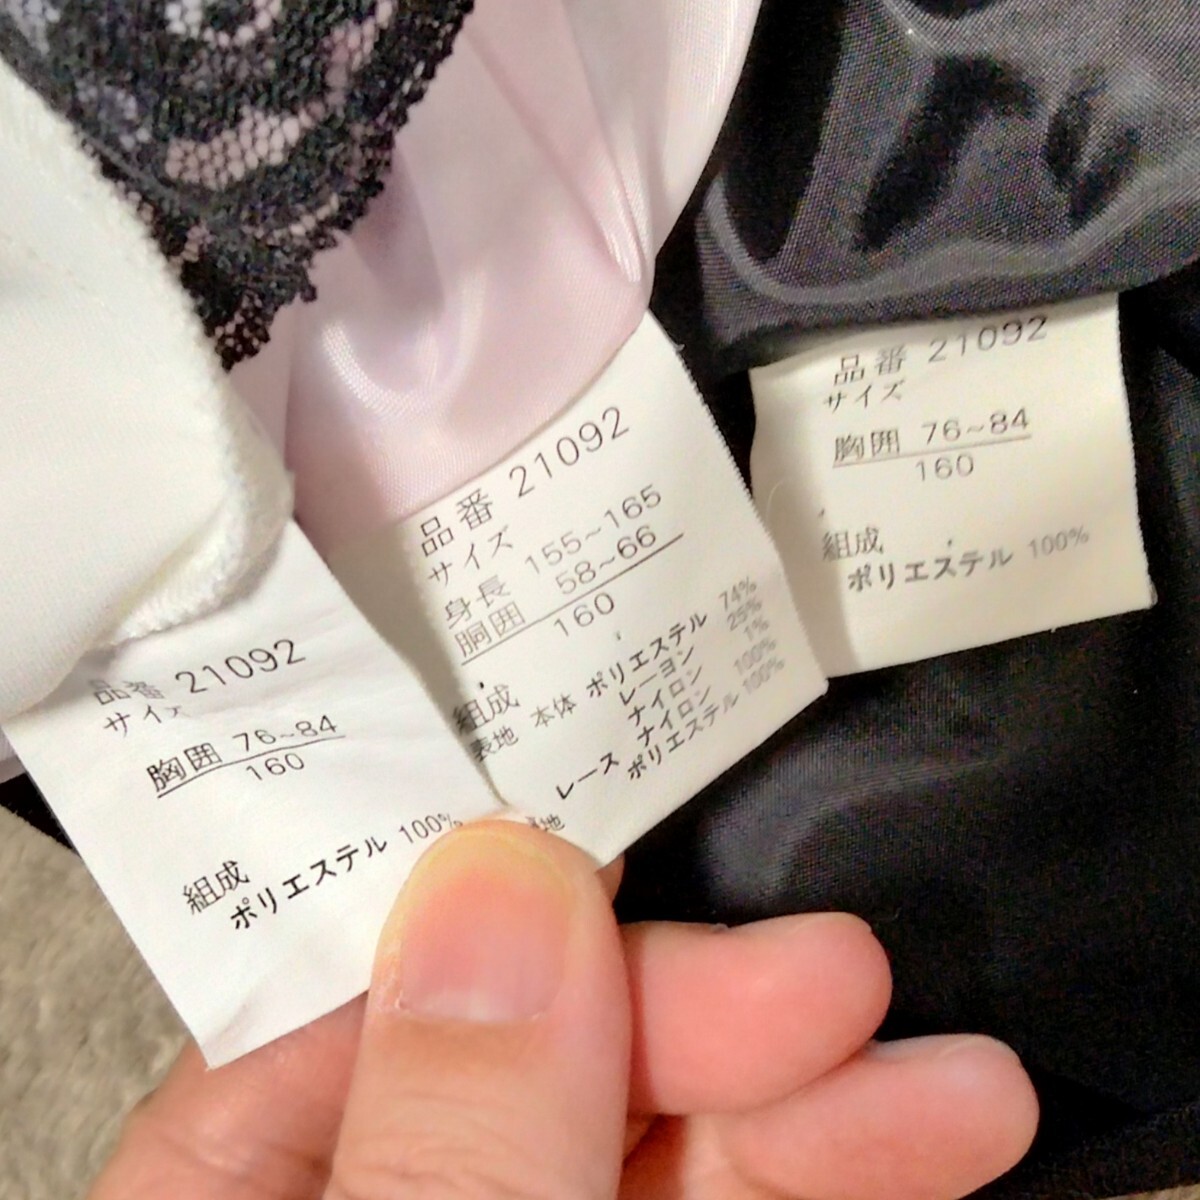 品番 21092
サイズ
胸囲 76~84
160
組成
ポリエステル 100%
品番 21092
サイズ
身長 155~165
胴囲 58~66
160
組成
表地 本体 ポリエステル 74%
レーヨン 25%
ナイロン 1%
レース ナイロン 100%
裏地 ポリエステル 100%
品番 21092
サイズ
胸囲 76~84
160
組成
ポリエステル 100%